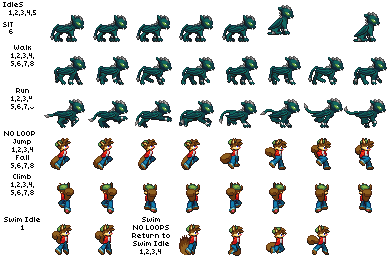 IdleS
1,2,3,4,5
SIT
6
Walk
1,2,3,4,
5,6,7,8
Run
1,2,3,
5,6,7,
NO LOOP
Jump
1,2,3,4
Fall
5,6,7,8
Climb
1,2,3,4,
5,6,7,8
Swim Idle
1
Swim
NO LOOPS
Return to
Swim Idle
1,2,3,4